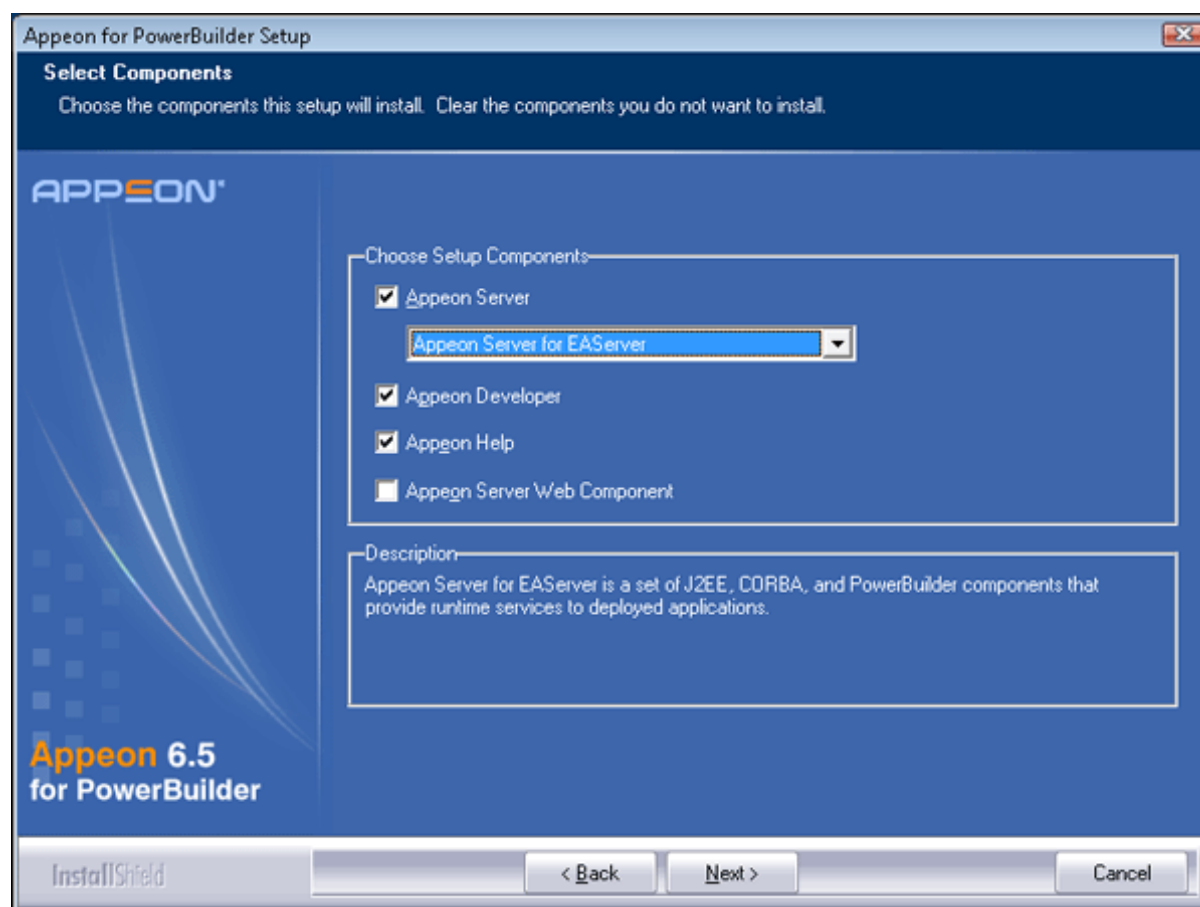 Appeon for PowerBuilder Setup
Select Components
Choose the components this setup will install. Clear the components you do not want to install.
APPEON
Choose Setup Components
Appeon Server
Appeon Server for EAServer
Appeon Developer
Appeon Help
Appeon Server Web Component
Description
Appeon Server for EAServer is a set of J2EE, CORBA, and PowerBuilder components that
provide runtime services to deployed applications.
Appeon 6.5
for PowerBuilder
InstallShield
< Back
Next >
Cancel